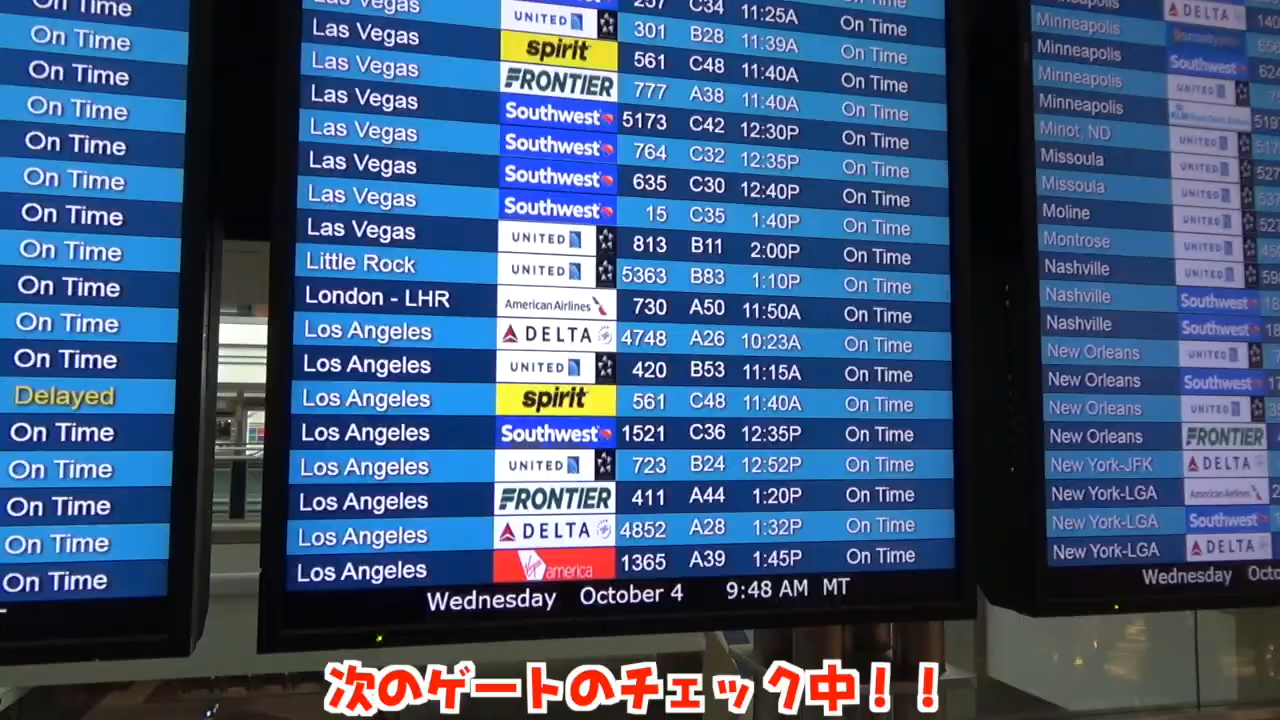 On Time
On Time
On Time
On Time
On Time
On Time
On Time
On Time
On Time
On Time
On Time
Delayed
On Time
On Time
On Time
On Time
On Time
Las Vegas 257 C34 11:25A On Time
Las Vegas UNITED 301 B28 11:39A On Time
Las Vegas spirit 561 C48 11:40A On Time
Las Vegas FRONTIER 777 A38 11:40A On Time
Las Vegas Southwest 5173 C42 12:30P On Time
Las Vegas Southwest 764 C32 12:35P On Time
Las Vegas Southwest 635 C30 12:40P On Time
Las Vegas Southwest 15 C35 1:40P On Time
Las Vegas UNITED 813 B11 2:00P On Time
Little Rock UNITED 5363 B83 1:10P On Time
London - LHR American Airlines 730 A50 11:50A On Time
Los Angeles DELTA 4748 A26 10:23A On Time
Los Angeles UNITED 420 B53 11:15A On Time
Los Angeles spirit 561 C48 11:40A On Time
Los Angeles Southwest 1521 C36 12:35P On Time
Los Angeles UNITED 723 B24 12:52P On Time
Los Angeles FRONTIER 411 A44 1:20P On Time
Los Angeles DELTA 4852 A28 1:32P On Time
Los Angeles Virgin america 1365 A39 1:45P On Time
Wednesday October 4 9:48 AM MT
Minneapolis DELTA
Minneapolis
Minneapolis Southwest
Minneapolis UNITED
Minneapolis KLM
Minot, ND UNITED
Missoula UNITED
Missoula UNITED
Moline UNITED
Montrose UNITED
Nashville UNITED
Nashville Southwest
Nashville Southwest
New Orleans UNITED
New Orleans Southwest
New Orleans UNITED
New Orleans FRONTIER
New York-JFK DELTA
New York-LGA American Airlines
New York-LGA Southwest
New York-LGA DELTA
Wednesday
次のゲートのチェック中！！